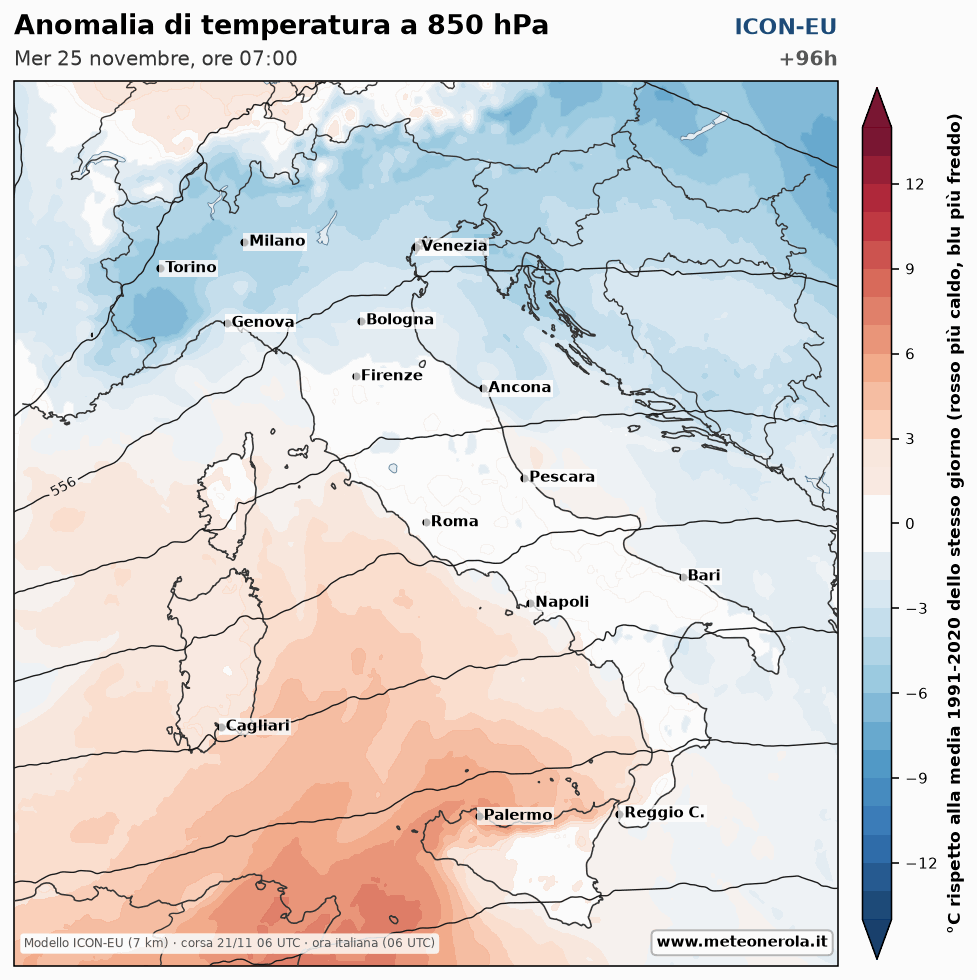 Anomalia di temperatura a 850 hPa
ICON-EU
Mer 25 novembre, ore 07:00
+96h
Milano
Venezia
Torino
Genova
Bologna
Firenze
Ancona
556
Pescara
Roma
Bari
Napoli
Cagliari
Palermo
Reggio C.
Modello ICON-EU (7 km) · corsa 21/11 06 UTC · ora italiana (06 UTC)
www.meteonerola.it
12
9
6
3
0
−3
−6
−9
−12
°C rispetto alla media 1991-2020 dello stesso giorno (rosso più caldo, blu più freddo)